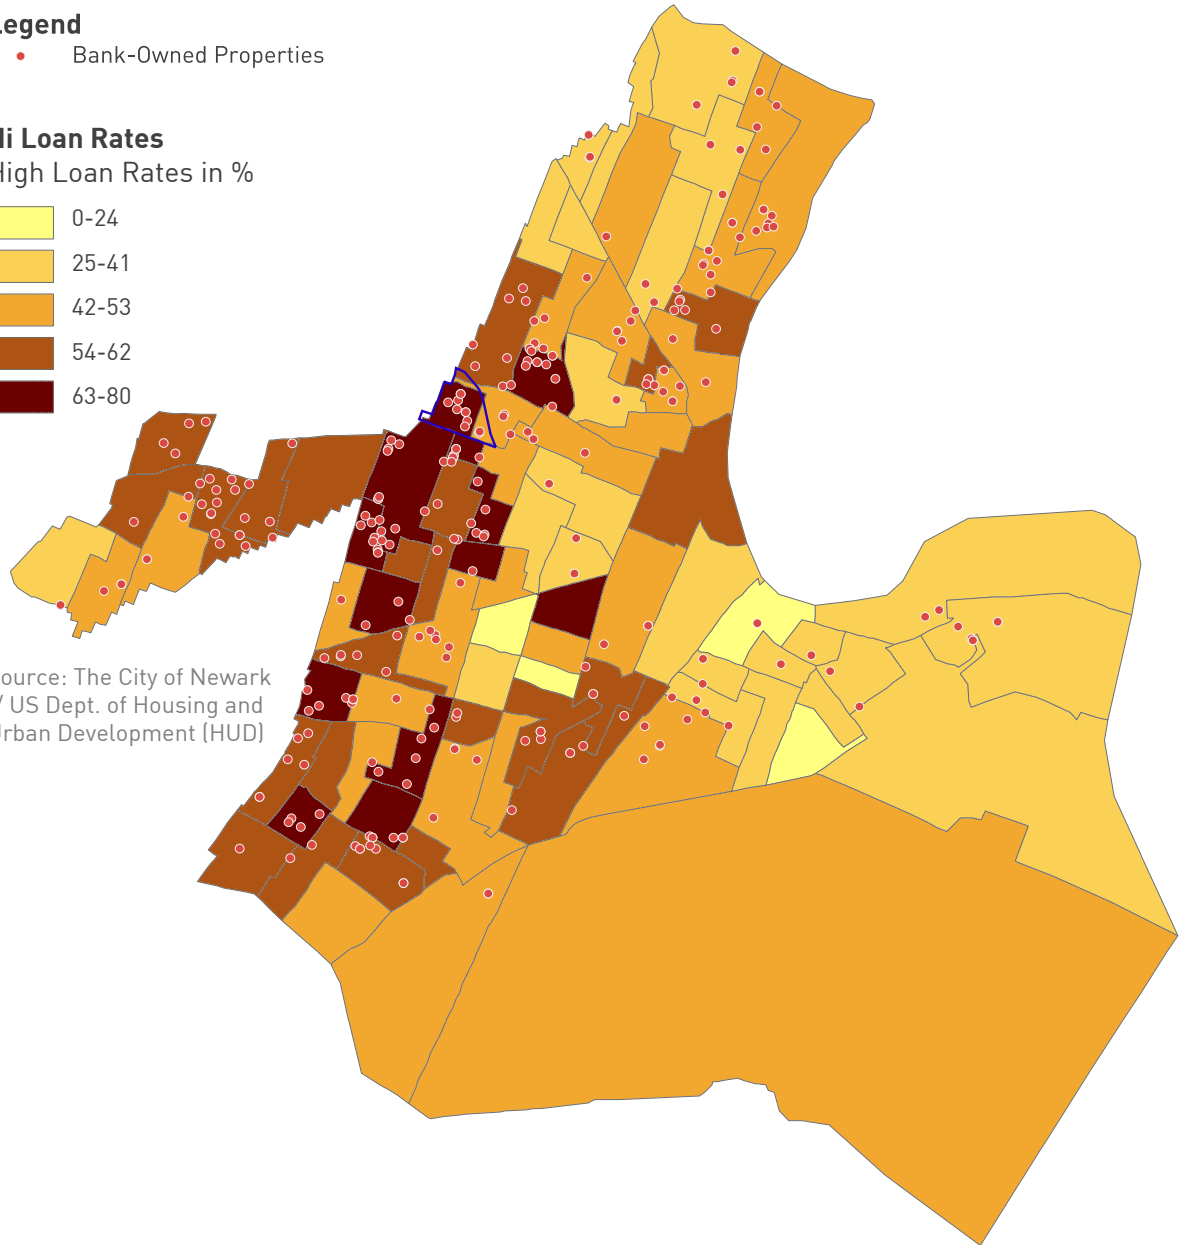 Legend
Bank-Owned Properties
Hi Loan Rates
High Loan Rates in %
0-24
25-41
42-53
54-62
63-80
Source: The City of Newark
/ US Dept. of Housing and
Urban Development (HUD)